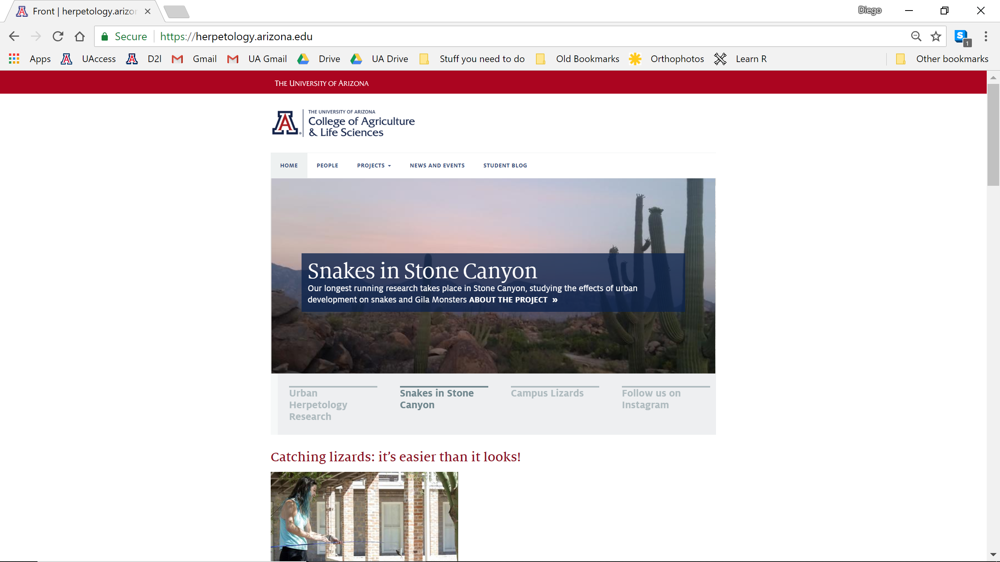 Front | herpetology.arizor
Diego
Secure
https://herpetology.arizona.edu
1
Apps
UAccess
D2l
Gmail
UA Gmail
Drive
UA Drive
Stuff you need to do
Old Bookmarks
Orthophotos
Learn R
Other bookmarks
THE UNIVERSITY OF ARIZONA
THE UNIVERSITY OF ARIZONA
College of Agriculture
& Life Sciences
HOME
PEOPLE
PROJECTS
NEWS AND EVENTS
STUDENT BLOG
Snakes in Stone Canyon
Our longest running research takes place in Stone Canyon, studying the effects of urban
development on snakes and Gila Monsters ABOUT THE PROJECT »
Urban
Herpetology
Research
Snakes in Stone
Canyon
Campus Lizards
Follow us on
Instagram
Catching lizards: it’s easier than it looks!